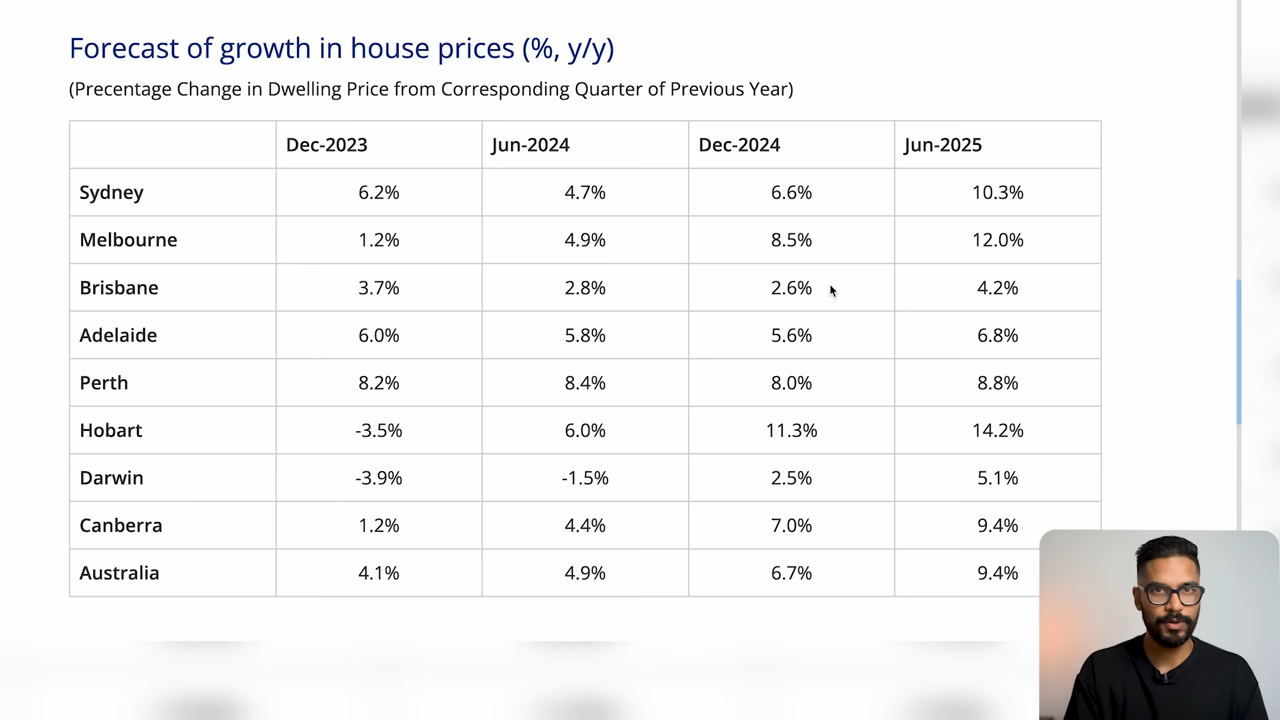 Forecast of growth in house prices (%, y/y)
(Precentage Change in Dwelling Price from Corresponding Quarter of Previous Year)
Dec-2023 Jun-2024 Dec-2024 Jun-2025
Sydney 6.2% 4.7% 6.6% 10.3%
Melbourne 1.2% 4.9% 8.5% 12.0%
Brisbane 3.7% 2.8% 2.6% 4.2%
Adelaide 6.0% 5.8% 5.6% 6.8%
Perth 8.2% 8.4% 8.0% 8.8%
Hobart -3.5% 6.0% 11.3% 14.2%
Darwin -3.9% -1.5% 2.5% 5.1%
Canberra 1.2% 4.4% 7.0% 9.4%
Australia 4.1% 4.9% 6.7% 9.4%